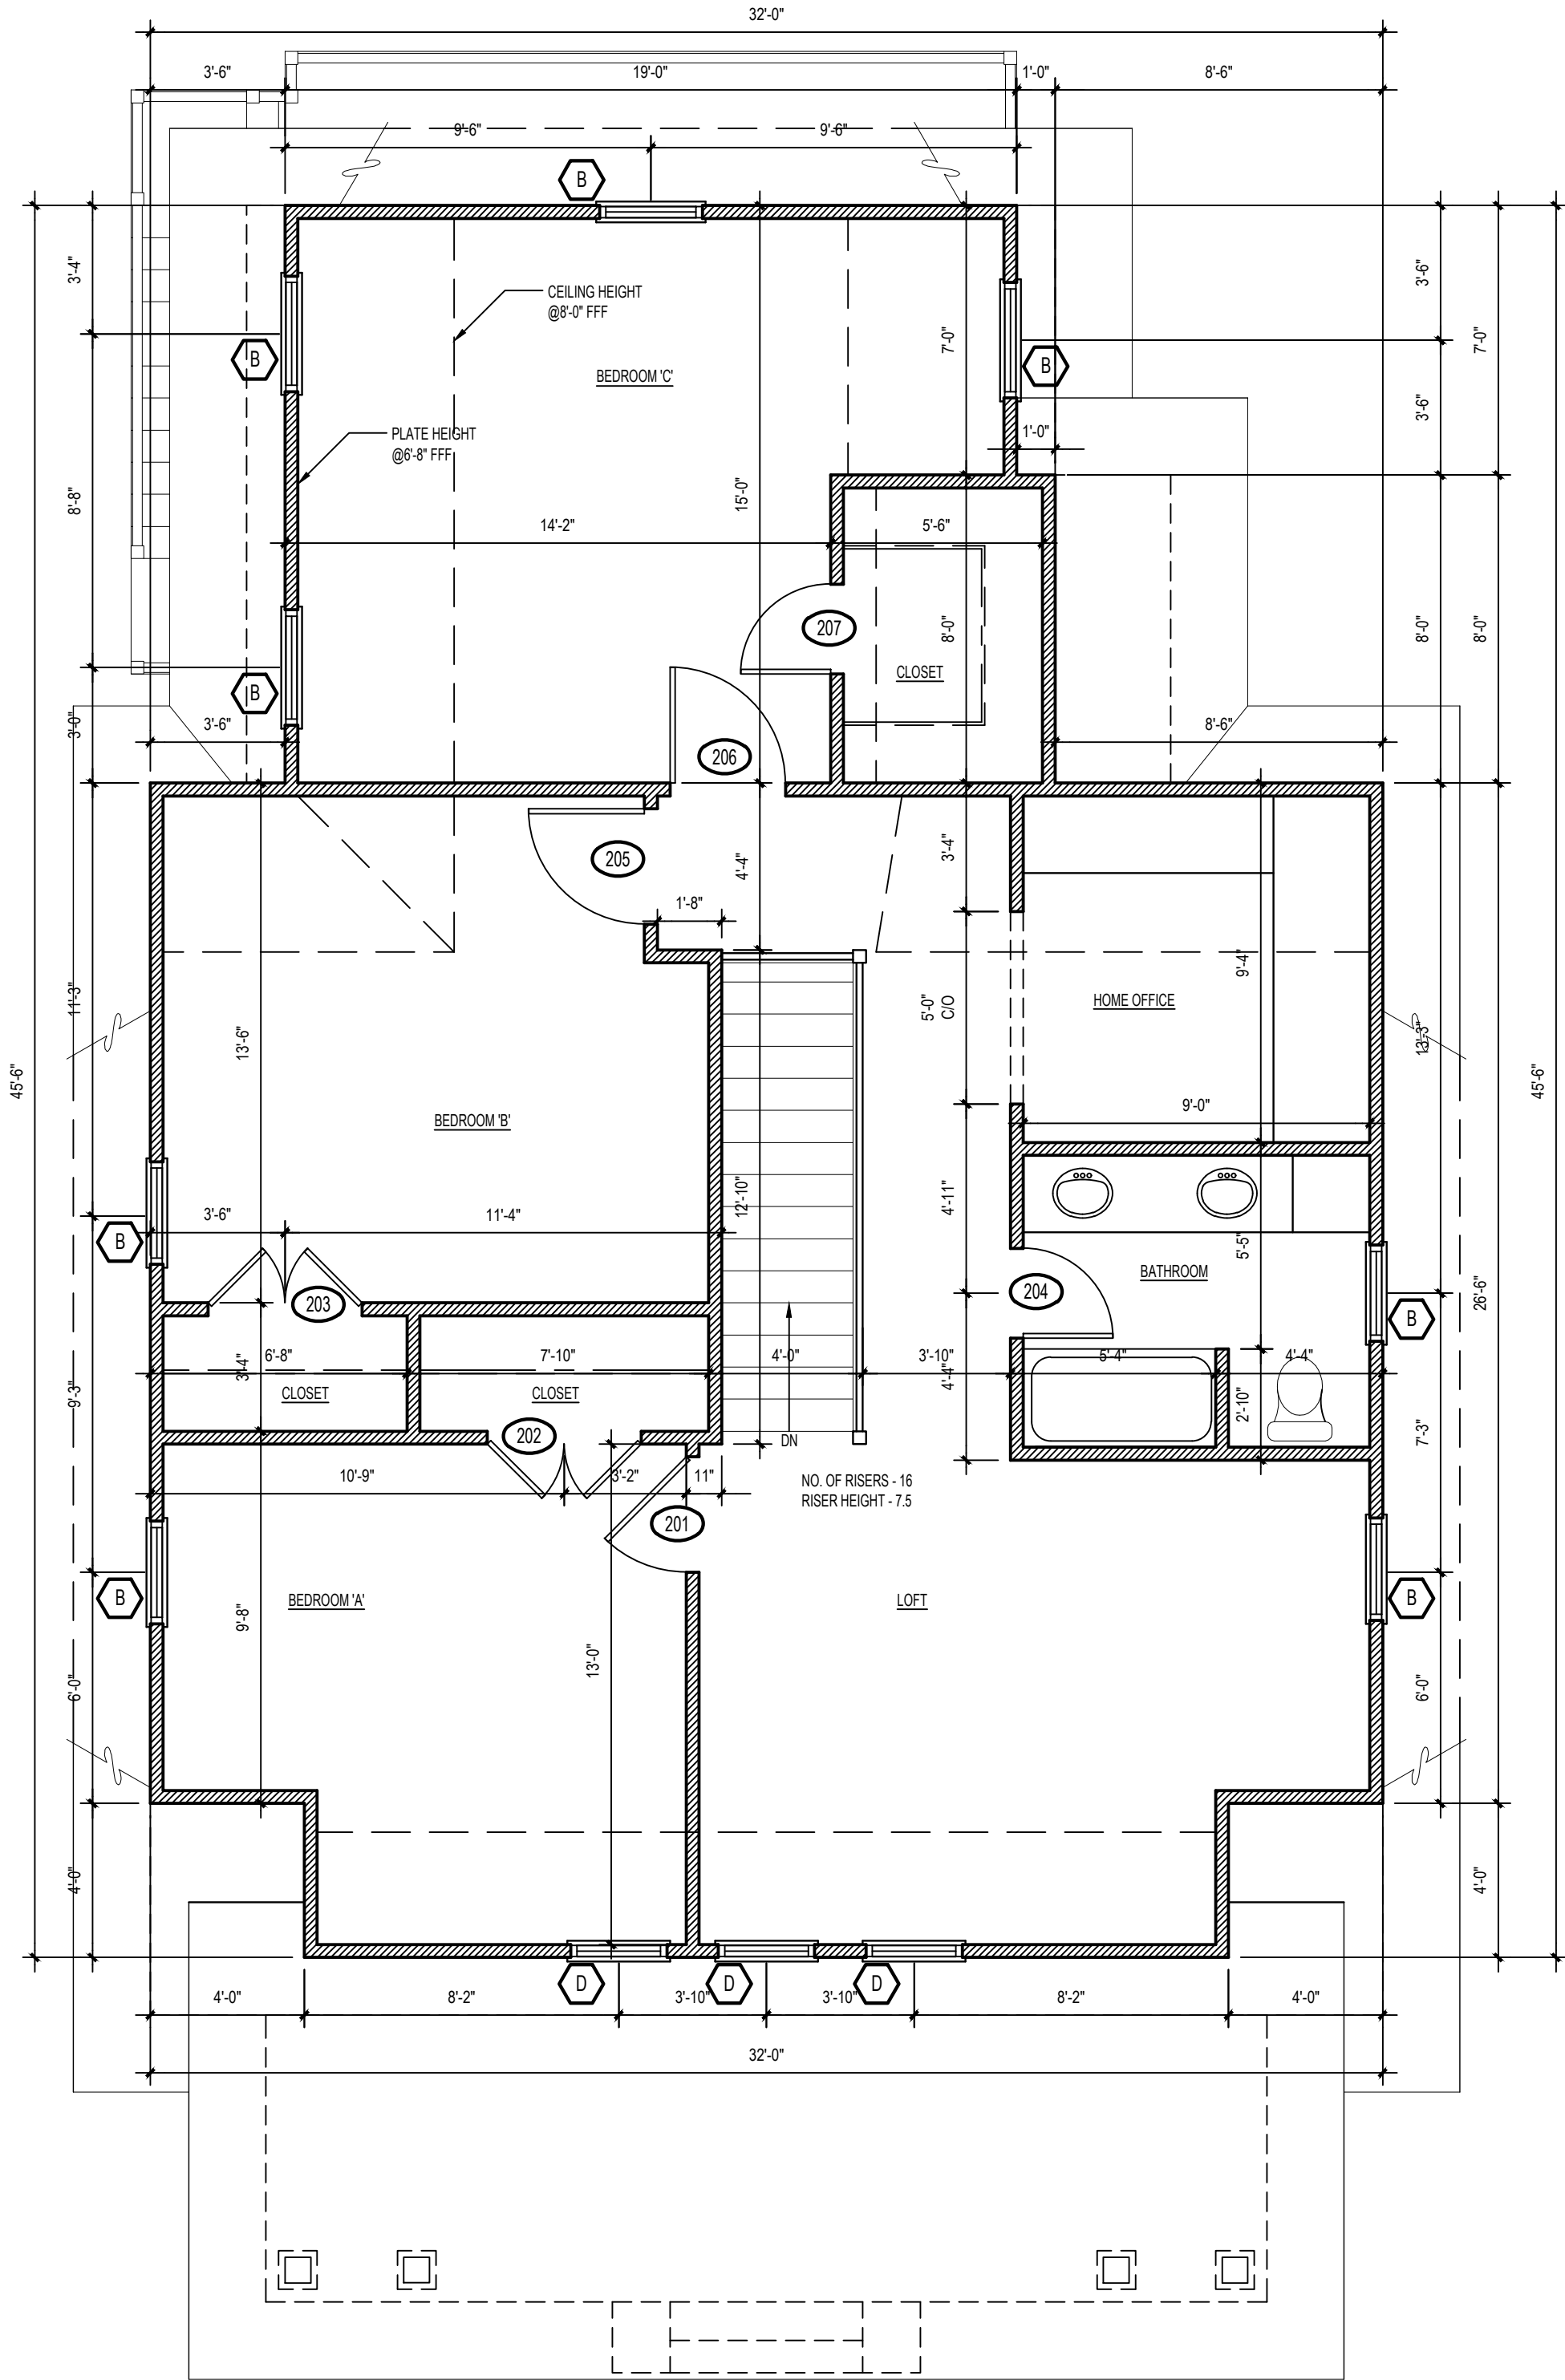 32'-0"
3'-6"
19'-0"
1'-0"
8'-6"
9'-6"
9'-6"
B
3'-4"
3'-6"
CEILING HEIGHT
@8'-0" FFF
7'-0"
7'-0"
B
B
BEDROOM 'C'
3'-6"
PLATE HEIGHT
@6'-8" FFF
1'-0"
8'-8"
15'-0"
14'-2"
5'-6"
207
8'-0"
8'-0"
8'-0"
CLOSET
B
3'-0"
3'-6"
8'-6"
206
205
4'-4"
3'-4"
1'-8"
9'-4"
11'-3"
13'-6"
5'-0"
C/O
HOME OFFICE
13'-3"
45'-6"
45'-6"
9'-0"
BEDROOM 'B'
3'-6"
11'-4"
12'-10"
4'-11"
B
5'-5"
BATHROOM
203
204
26'-6"
B
6'-8"
3'-4"
7'-10"
4'-0"
3'-10"
4'-4"
5'-4"
4'-4"
CLOSET
CLOSET
9'-3"
2'-10"
7'-3"
202
DN
10'-9"
3'-2"
11"
NO. OF RISERS - 16
RISER HEIGHT - 7.5
201
B
BEDROOM 'A'
LOFT
B
9'-8"
13'-0"
6'-0"
6'-0"
4'-0"
4'-0"
D
D
D
4'-0"
8'-2"
3'-10"
3'-10"
8'-2"
4'-0"
32'-0"